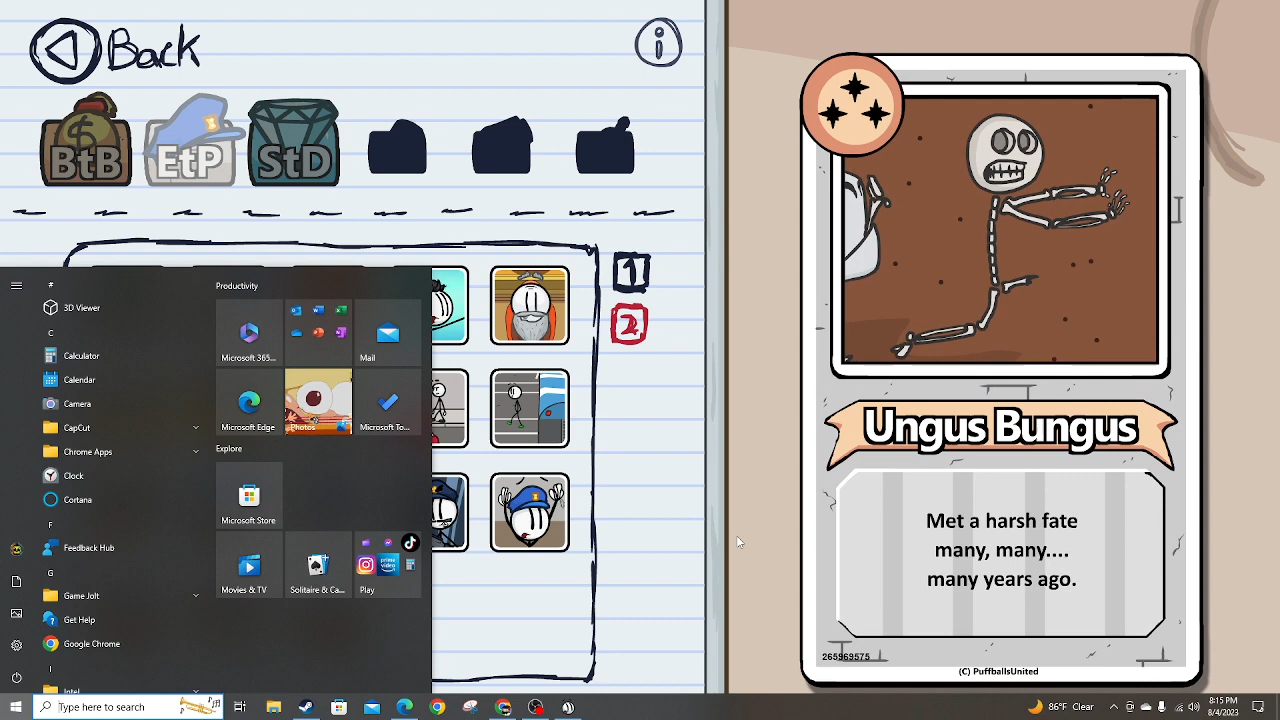 Back
i
BtB
EtP
StD
1
2
#
3D Viewer
C
Calculator
Calendar
Camera
CapCut
Chrome Apps
Clock
Cortana
F
Feedback Hub
G
Game Jolt
Get Help
Google Chrome
I
Intel
Productivity
Microsoft 365...
Mail
Microsoft Edge
Photos
Microsoft To...
Explore
Microsoft Store
Movies & TV
Solitaire & Ca...
Play
Ungus Bungus
Met a harsh fate
many, many....
many years ago.
265969575
(C) PuffballsUnited
Type here to search
86°F Clear
8:15 PM
8/4/2023